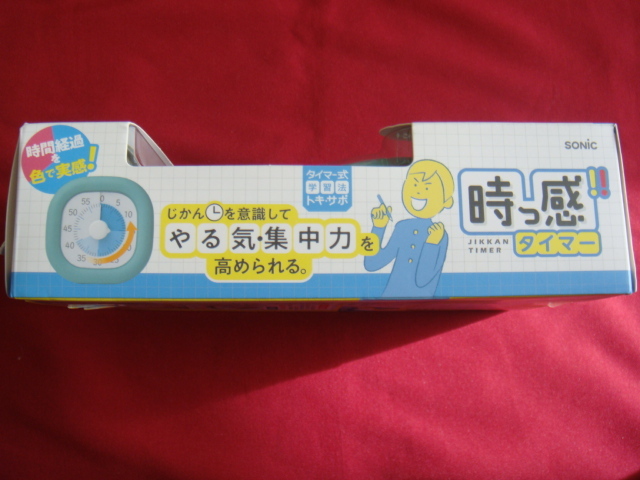 時間経過
を
色で実感!
55 0 5
50 10
45
40
35 30
じかんを意識して
やる気・集中力を
高められる。
タイマー式
学習法
トキ・サポ
SONIC
時っ感!!
JIKKAN
TIMER
タイマー